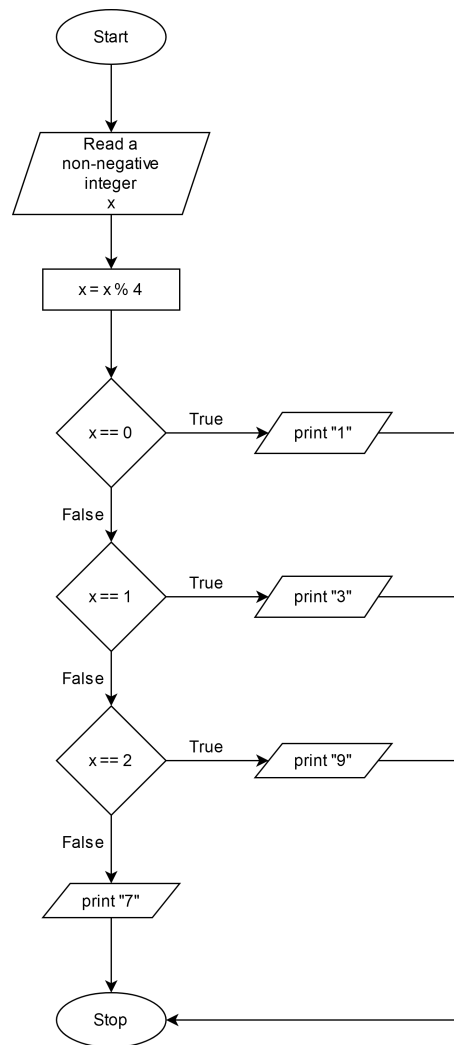 Start
Read a
non-negative
integer
x
x = x % 4
x == 0
True
print "1"
False
x == 1
True
print "3"
False
x == 2
True
print "9"
False
print "7"
Stop